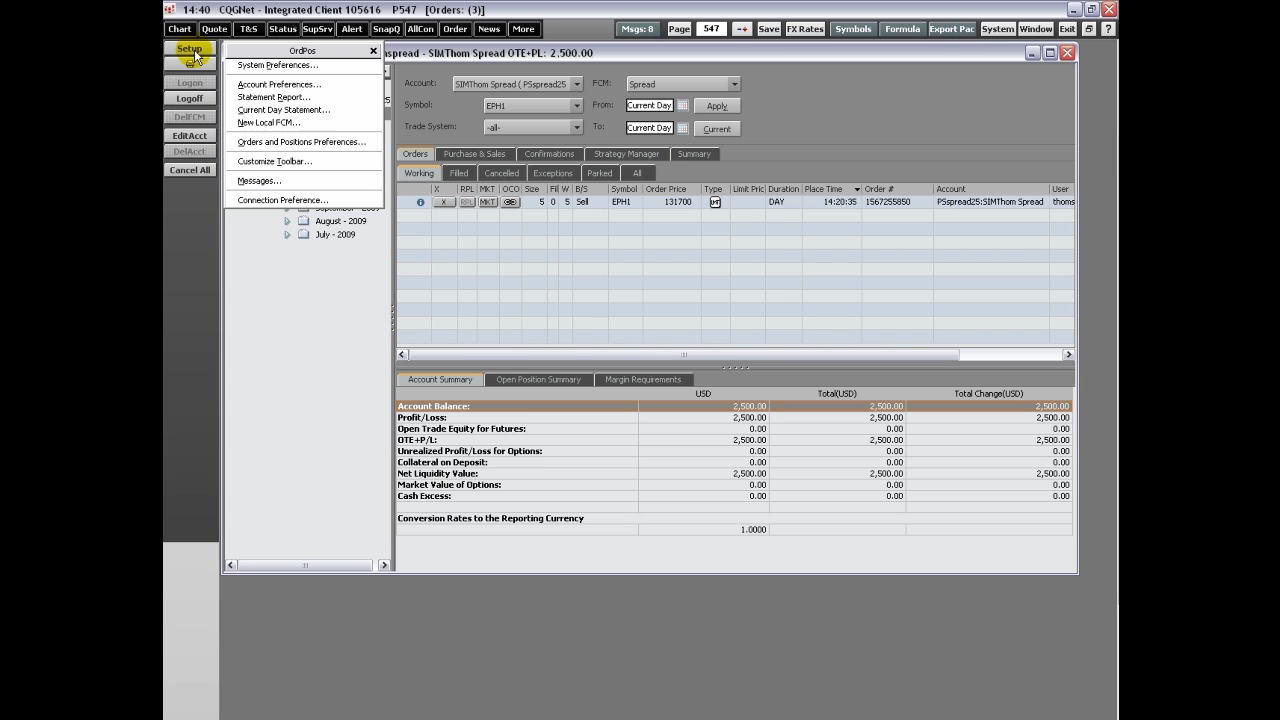 14:40 CQGNet - Integrated Client 105616 P547 [Orders: (3)]
Chart Quote T&S Status SupSrv Alert SnapQ AllCon Order News More Msgs: 8 Page 547 Save FX Rates Symbols Formula Export Pac System Window Exit ?
Setup
Logon
Logoff
DelFCM
EditAcct
DelAcct
Cancel All
OrdPos
System Preferences...
Account Preferences...
Statement Report...
Current Day Statement...
New Local FCM...
Orders and Positions Preferences...
Customize Toolbar...
Messages...
Connection Preference...
August - 2009
July - 2009
spread - SIMThom Spread OTE+PL: 2,500.00
Account: SIMThom Spread ( PSspread25 FCM: Spread
Symbol: EPH1 From: Current Day Apply
Trade System: -all- To: Current Day Current
Orders Purchase & Sales Confirmations Strategy Manager Summary
Working Filled Cancelled Exceptions Parked All
X RPL MKT OCO Size Fil W B/S Symbol Order Price Type Limit Pric Duration Place Time Order # Account User
X RPL MKT 5 0 5 Sell EPH1 131700 DAY 14:20:35 1567255850 PSspread25:SIMThom Spread thoms
Account Summary Open Position Summary Margin Requirements
USD Total(USD) Total Change(USD)
Account Balance: 2,500.00 2,500.00 2,500.00
Profit/Loss: 2,500.00 2,500.00 2,500.00
Open Trade Equity for Futures: 0.00 0.00 0.00
OTE+P/L: 2,500.00 2,500.00 2,500.00
Unrealized Profit/Loss for Options: 0.00 0.00 0.00
Collateral on Deposit: 0.00 0.00 0.00
Net Liquidity Value: 2,500.00 2,500.00 2,500.00
Market Value of Options: 0.00 0.00 0.00
Cash Excess: 0.00 0.00 0.00
Conversion Rates to the Reporting Currency
1.0000